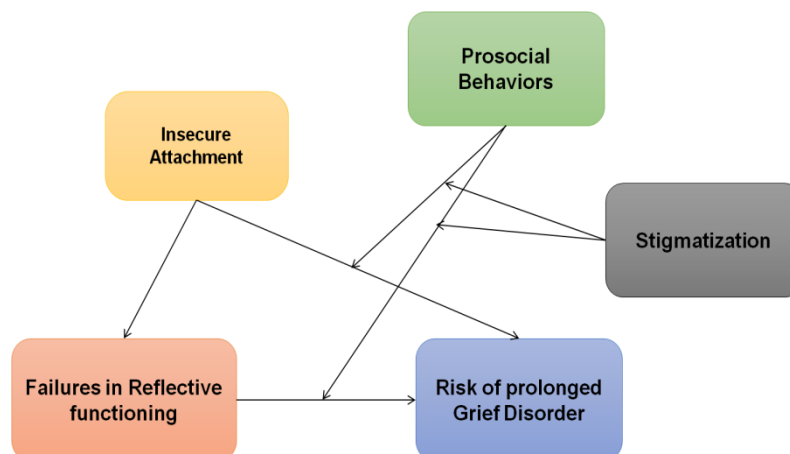 Prosocial
Behaviors
Insecure
Attachment
Stigmatization
Failures in Reflective
functioning
Risk of prolonged
Grief Disorder